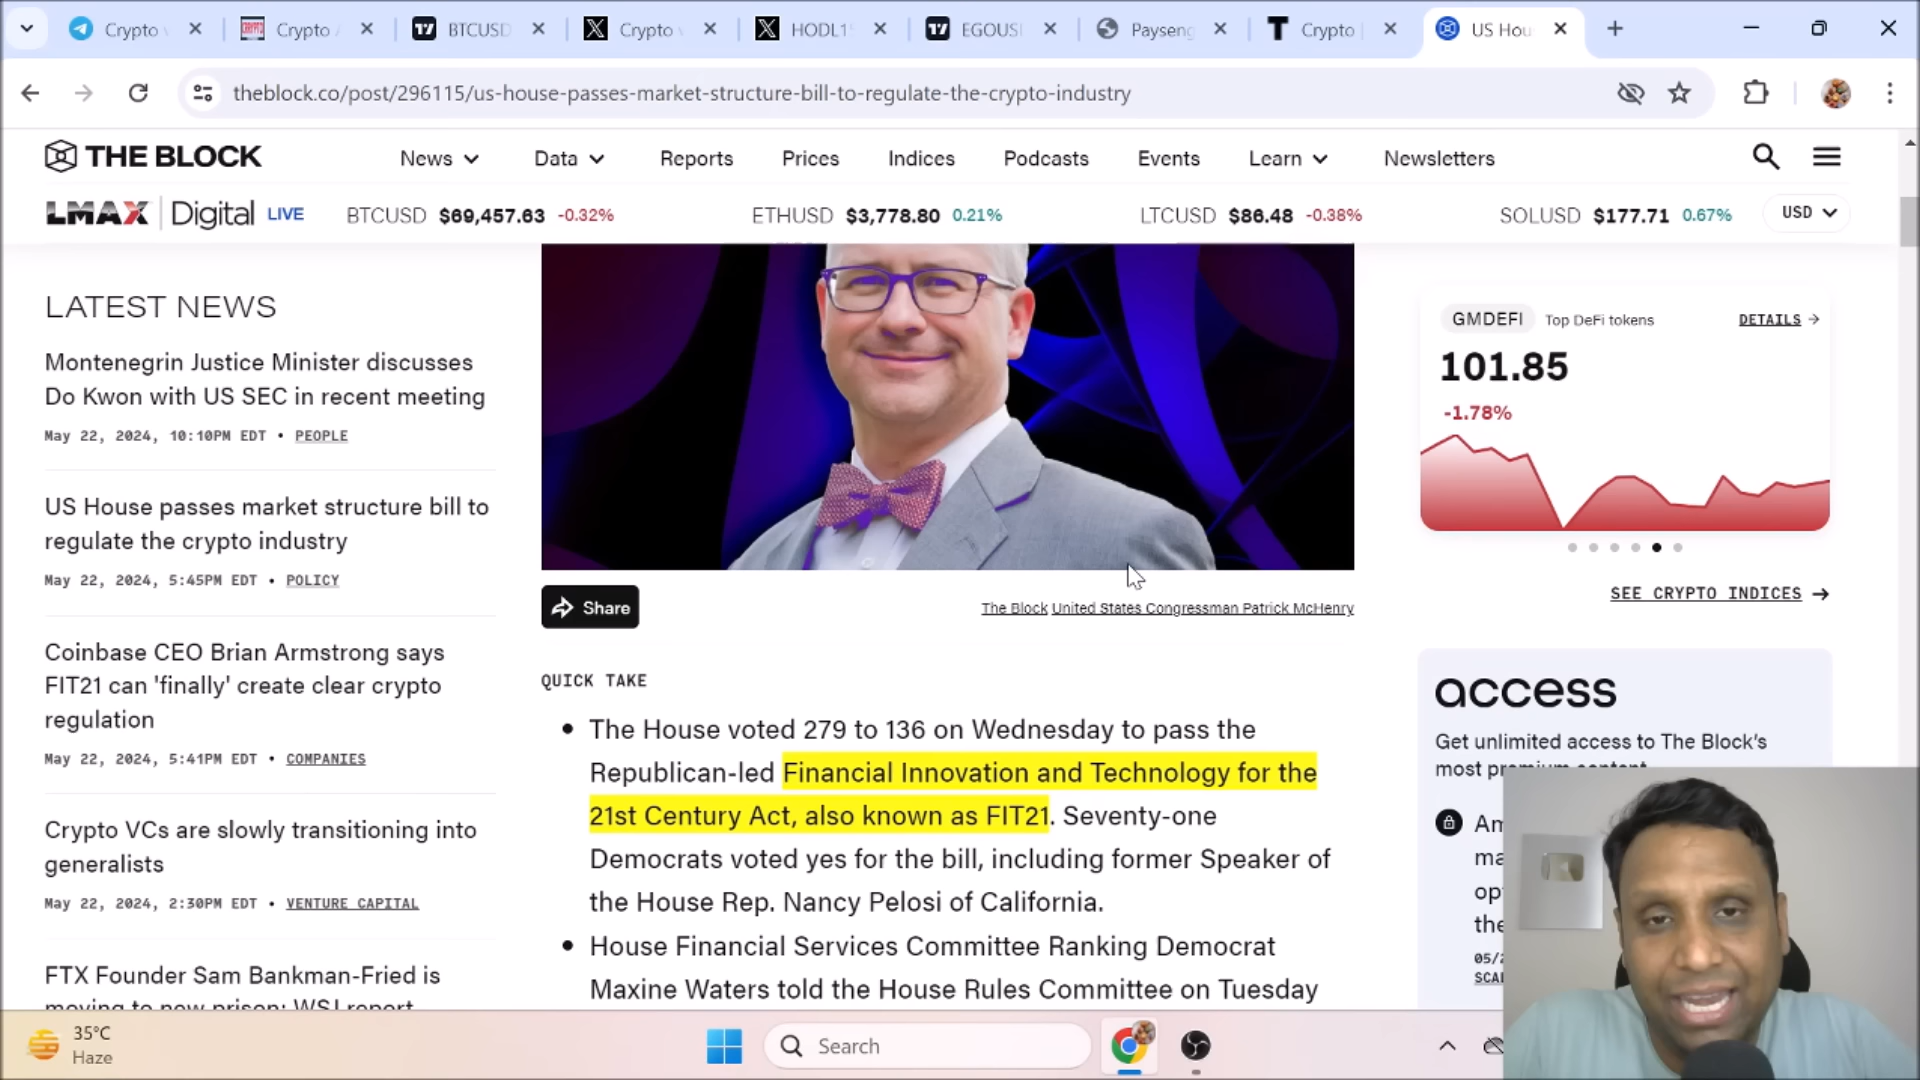 Crypto
Crypto
BTCUSD
Crypto
HODL1
EGOUS
Payseng
Crypto
US Hou
theblock.co/post/296115/us-house-passes-market-structure-bill-to-regulate-the-crypto-industry
THE BLOCK
News
Data
Reports
Prices
Indices
Podcasts
Events
Learn
Newsletters
LMAX Digital LIVE
BTCUSD $69,457.63 -0.32%
ETHUSD $3,778.80 0.21%
LTCUSD $86.48 -0.38%
SOLUSD $177.71 0.67%
USD
LATEST NEWS
Montenegrin Justice Minister discusses
Do Kwon with US SEC in recent meeting
May 22, 2024, 10:10PM EDT • PEOPLE
US House passes market structure bill to
regulate the crypto industry
May 22, 2024, 5:45PM EDT • POLICY
Coinbase CEO Brian Armstrong says
FIT21 can 'finally' create clear crypto
regulation
May 22, 2024, 5:41PM EDT • COMPANIES
Crypto VCs are slowly transitioning into
generalists
May 22, 2024, 2:30PM EDT • VENTURE CAPITAL
FTX Founder Sam Bankman-Fried is
moving to new prison: WSJ report
Share
The Block United States Congressman Patrick McHenry
QUICK TAKE
• The House voted 279 to 136 on Wednesday to pass the
Republican-led Financial Innovation and Technology for the
21st Century Act, also known as FIT21. Seventy-one
Democrats voted yes for the bill, including former Speaker of
the House Rep. Nancy Pelosi of California.
• House Financial Services Committee Ranking Democrat
Maxine Waters told the House Rules Committee on Tuesday
GMDEFI Top DeFi tokens
DETAILS →
101.85
-1.78%
SEE CRYPTO INDICES →
access
Get unlimited access to The Block's
most premium content
35°C
Haze
Search